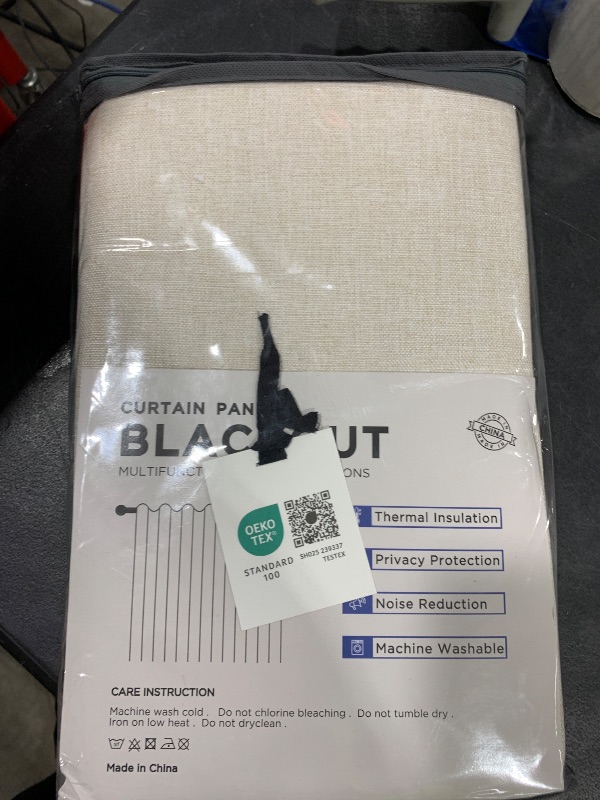 CURTAIN PAN
BLAC UT
MULTIFUNCT ONS
MADE IN
CHINA
MADE IN
OEKO
TEX®
STANDARD
100
SH025 239337
TESTEX
Thermal Insulation
Privacy Protection
Noise Reduction
Machine Washable
CARE INSTRUCTION
Machine wash cold . Do not chlorine bleaching . Do not tumble dry .
Iron on low heat . Do not dryclean .
Made in China